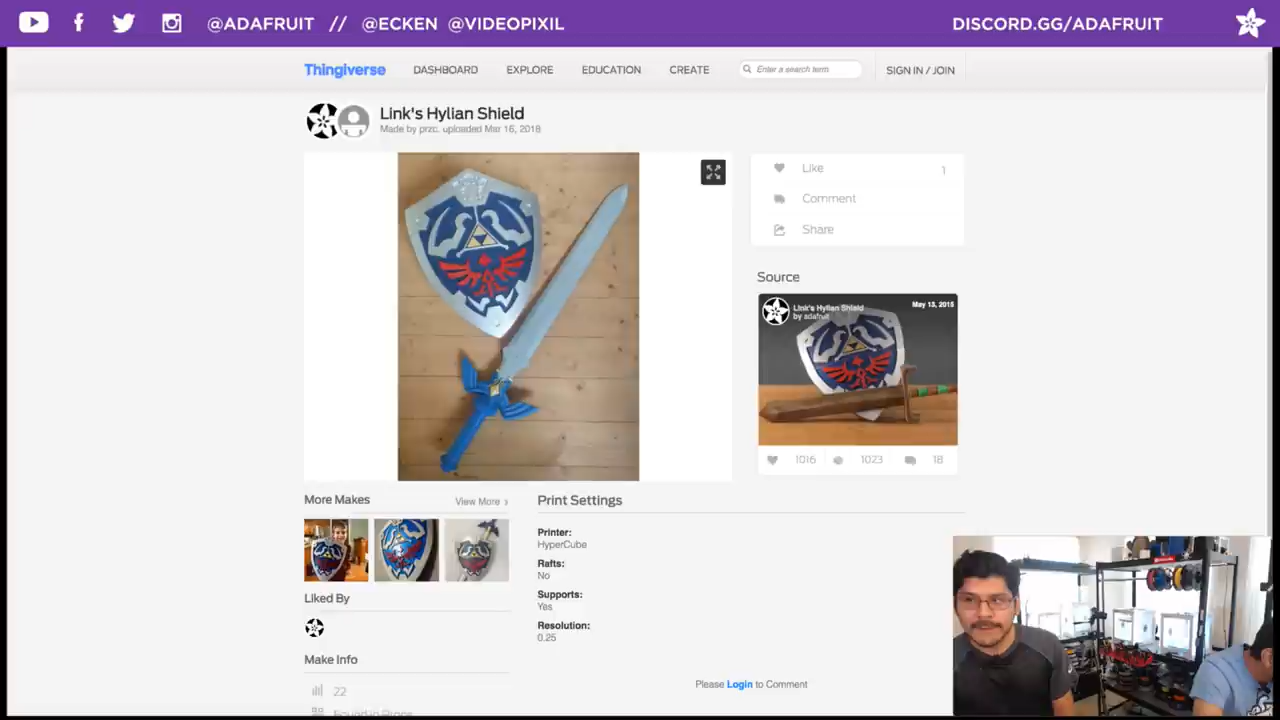 @ADAFRUIT // @ECKEN @VIDEOPIXIL
DISCORD.GG/ADAFRUIT
Thingiverse
DASHBOARD
EXPLORE
EDUCATION
CREATE
Enter a search term
SIGN IN / JOIN
Link's Hylian Shield
Made by przc. uploaded Mar 16, 2018
Like
1
Comment
Share
Source
Link's Hylian Shield
by adafruit
May 13, 2015
1016
1023
18
More Makes
View More
Print Settings
Printer:
HyperCube
Rafts:
No
Supports:
Yes
Resolution:
0.25
Liked By
Make Info
22
Please Login to Comment